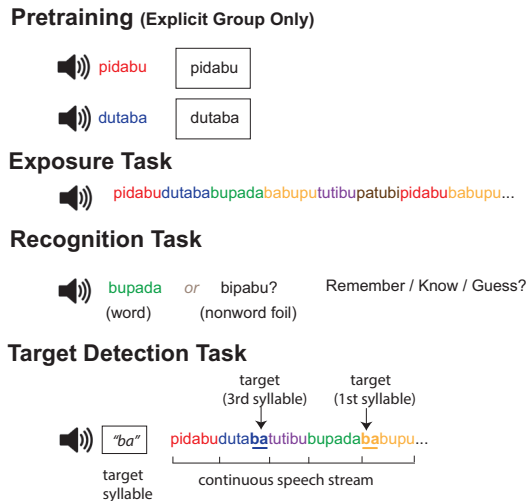 Pretraining (Explicit Group Only)
pidabu pidabu
dutaba dutaba
Exposure Task
pidabudutababupadababupututibupatubipidabubabupu...
Recognition Task
bupada or bipabu? Remember / Know / Guess?
(word) (nonword foil)
Target Detection Task
target target
(3rd syllable) (1st syllable)
"ba" pidabudutabatutibubupadababupu...
target continuous speech stream
syllable